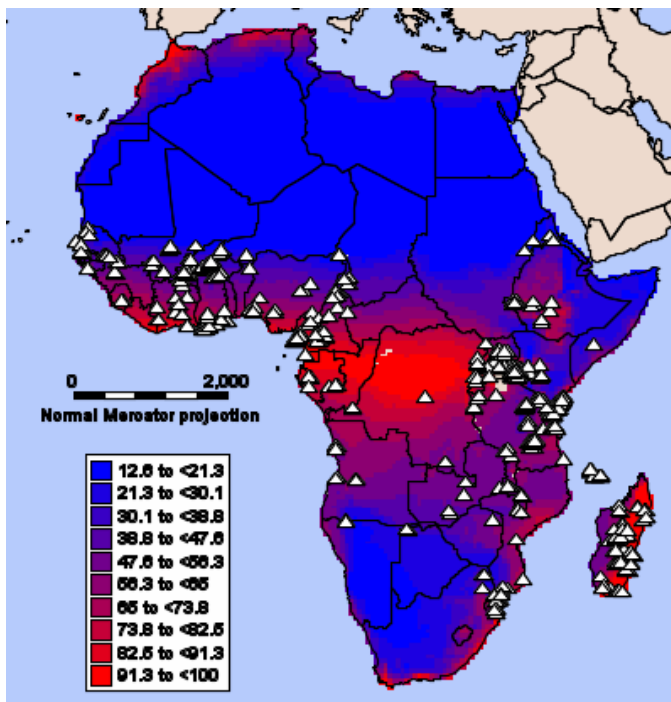 0 2,000
Normal Mercator projection
12.6 to <21.3
21.3 to <30.1
30.1 to <38.8
38.8 to <47.6
47.6 to <56.3
56.3 to <65
65 to <73.8
73.8 to <82.5
82.5 to <91.3
91.3 to <100